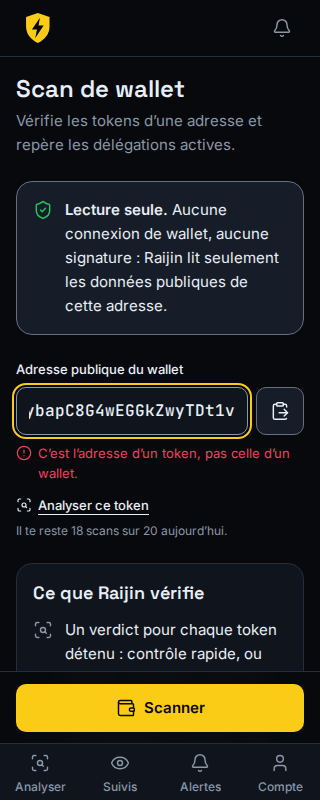 Scan de wallet
Vérifie les tokens d’une adresse et
repère les délégations actives.
Lecture seule. Aucune
connexion de wallet, aucune
signature : Raijin lit seulement
les données publiques de
cette adresse.
Adresse publique du wallet
ybapC8G4wEGGkZwyTDt1v
C’est l’adresse d’un token, pas celle d’un
wallet.
Analyser ce token
Il te reste 18 scans sur 20 aujourd’hui.
Ce que Raijin vérifie
Un verdict pour chaque token
détenu : contrôle rapide, ou
Scanner
Analyser
Suivis
Alertes
Compte